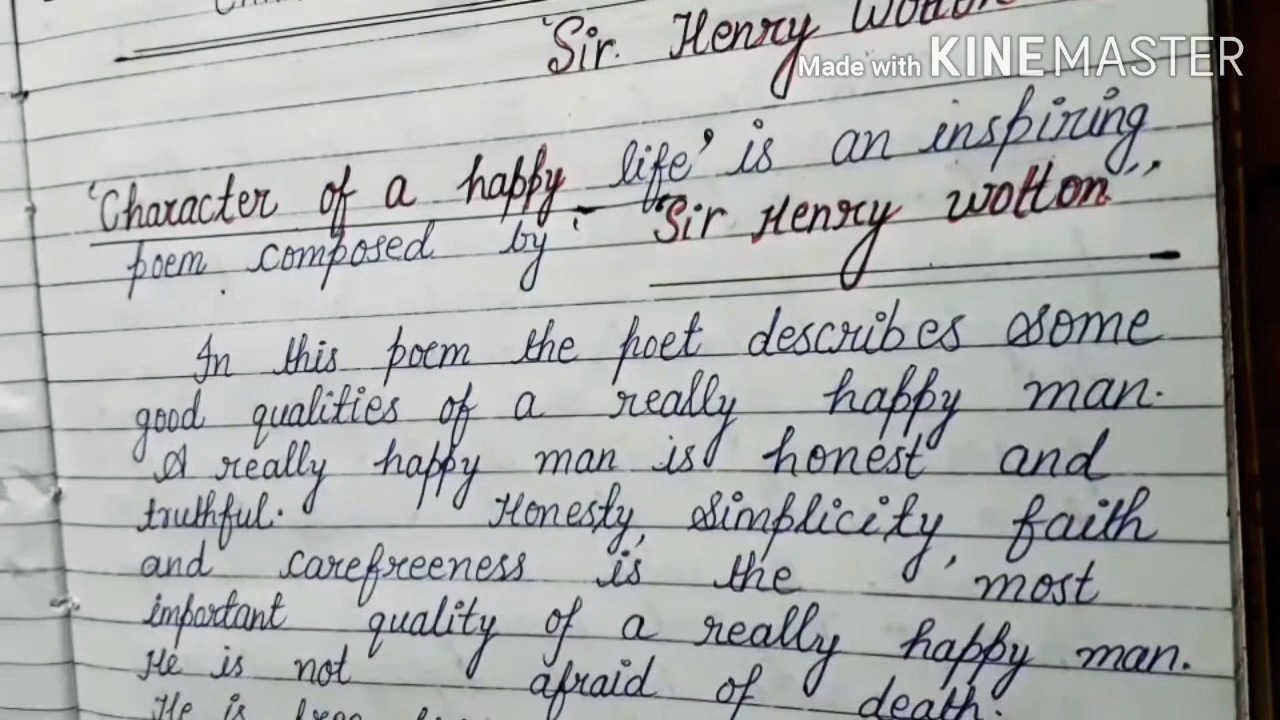 'Sir. Henry Wotton
Made with KINEMASTER
'Character of a happy life' is an inspiring
poem composed by :- "Sir Henry Wotton"
In this poem the poet describes some
good qualities of a really happy man.
A really happy man is honest and
truthful. Honesty, simplicity, faith
and carefreeness is the most
important quality of a really happy man.
He is not afraid of death.
He is